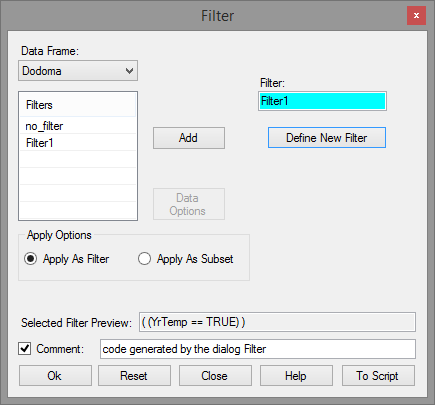 Filter
x
Data Frame:
Dodoma
Filter:
Filter1
Filters
no_filter
Filter1
Add
Define New Filter
Data
Options
Apply Options
Apply As Filter
Apply As Subset
Selected Filter Preview:
( (YrTemp == TRUE) )
Comment:
code generated by the dialog Filter
Ok
Reset
Close
Help
To Script